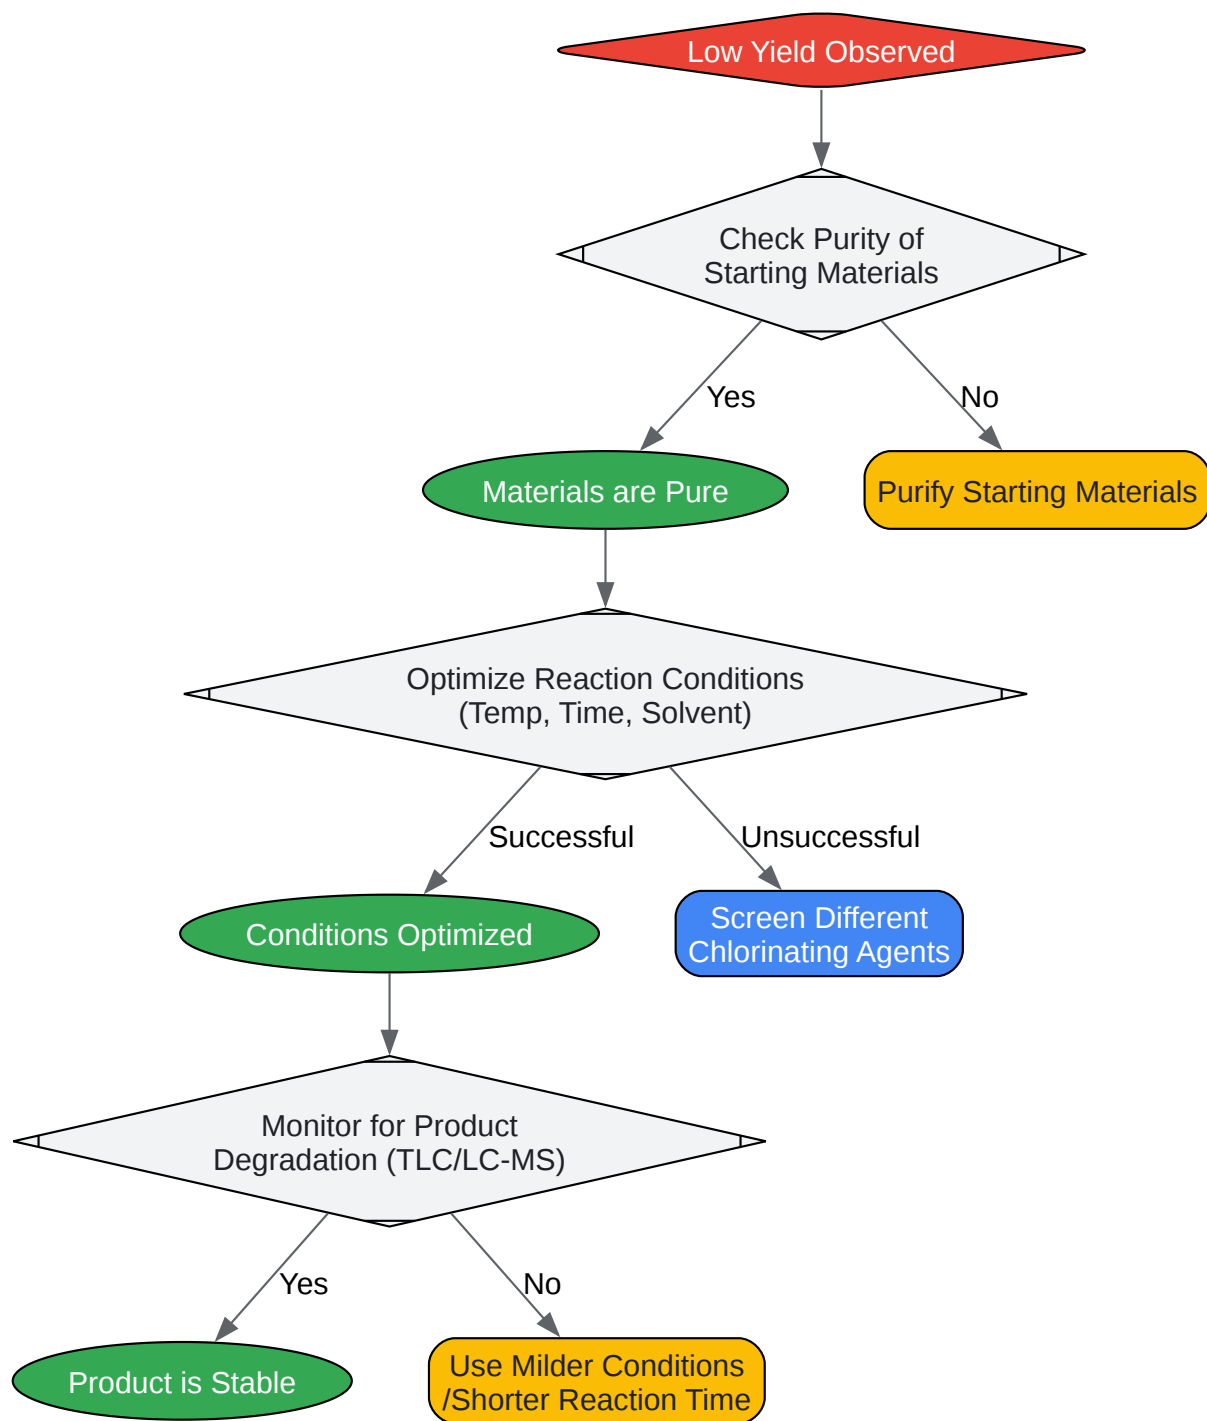 Low Yield Observed
Check Purity of
Starting Materials
Yes
No
Materials are Pure
Purify Starting Materials
Optimize Reaction Conditions
(Temp, Time, Solvent)
Successful
Unsuccessful
Conditions Optimized
Screen Different
Chlorinating Agents
Monitor for Product
Degradation (TLC/LC-MS)
Yes
No
Product is Stable
Use Milder Conditions
/Shorter Reaction Time